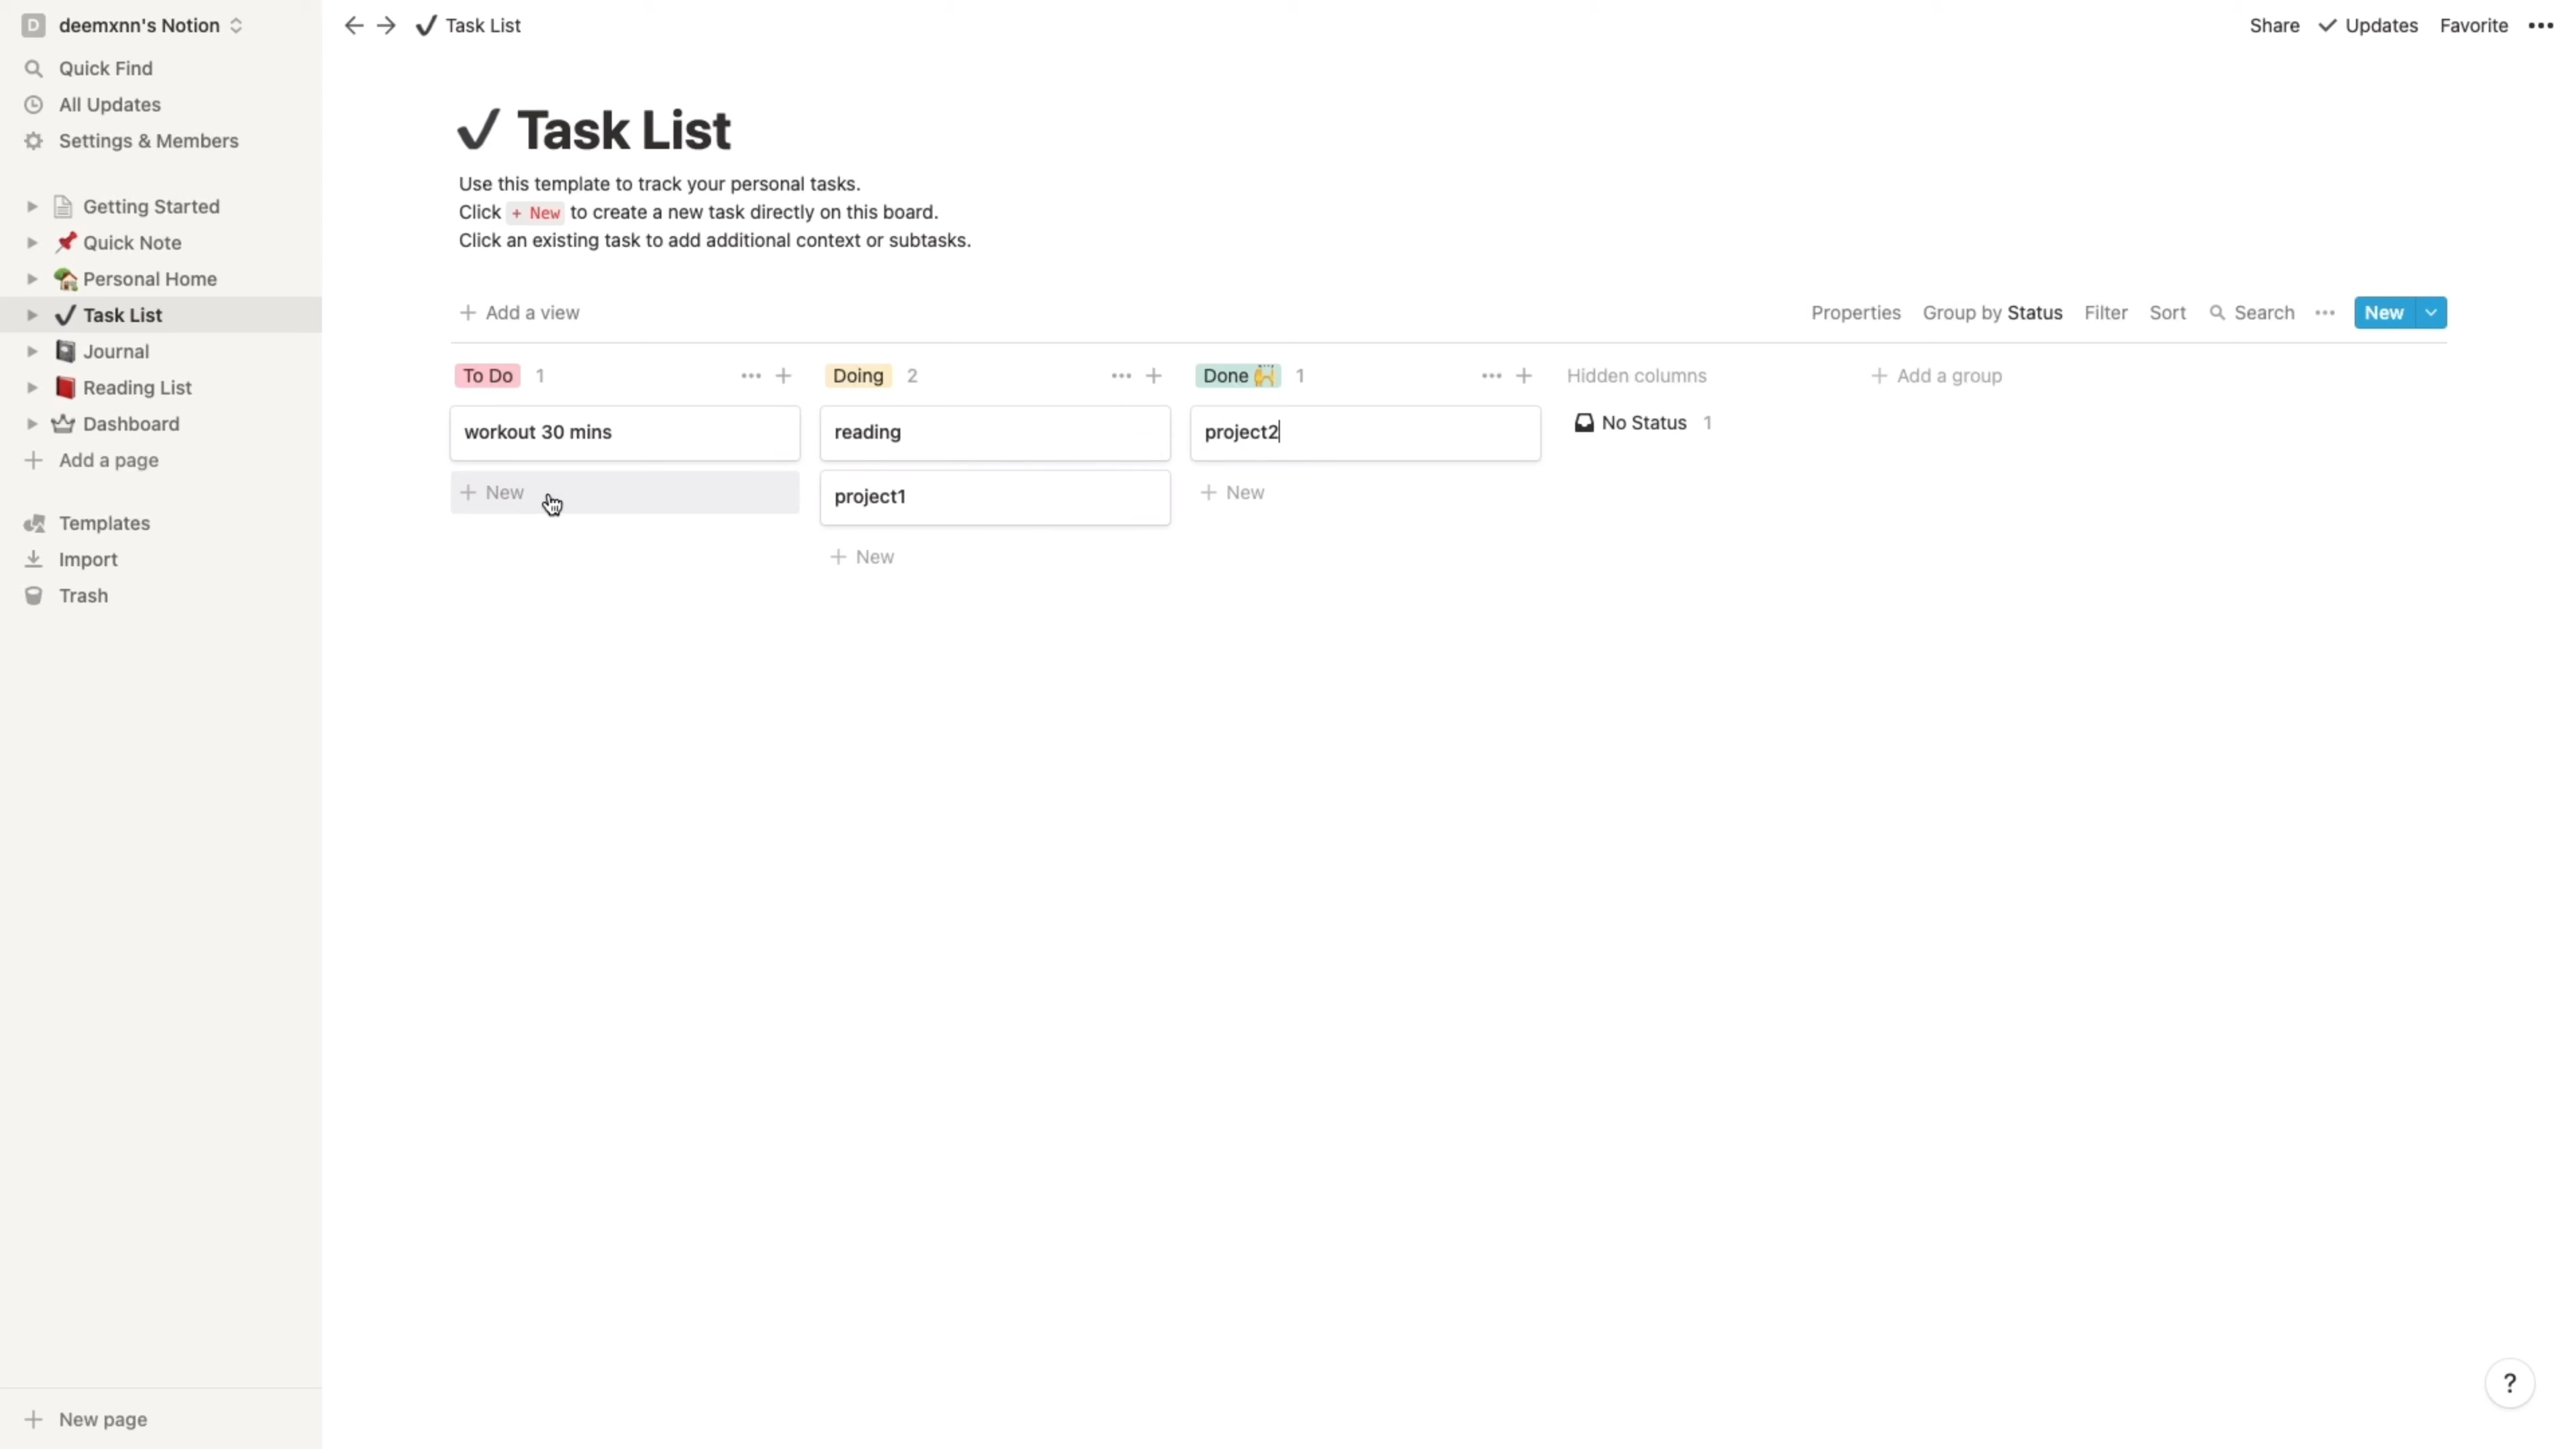 D deemxnn's Notion
Quick Find
All Updates
Settings & Members
Getting Started
Quick Note
Personal Home
Task List
Journal
Reading List
Dashboard
Add a page
Templates
Import
Trash
New page
Task List
Share Updates Favorite
Task List
Use this template to track your personal tasks.
Click + New to create a new task directly on this board.
Click an existing task to add additional context or subtasks.
+ Add a view
Properties Group by Status Filter Sort Search New
To Do 1
workout 30 mins
+ New
Doing 2
reading
project1
+ New
Done 🙌 1
project2
+ New
Hidden columns
No Status 1
+ Add a group
?